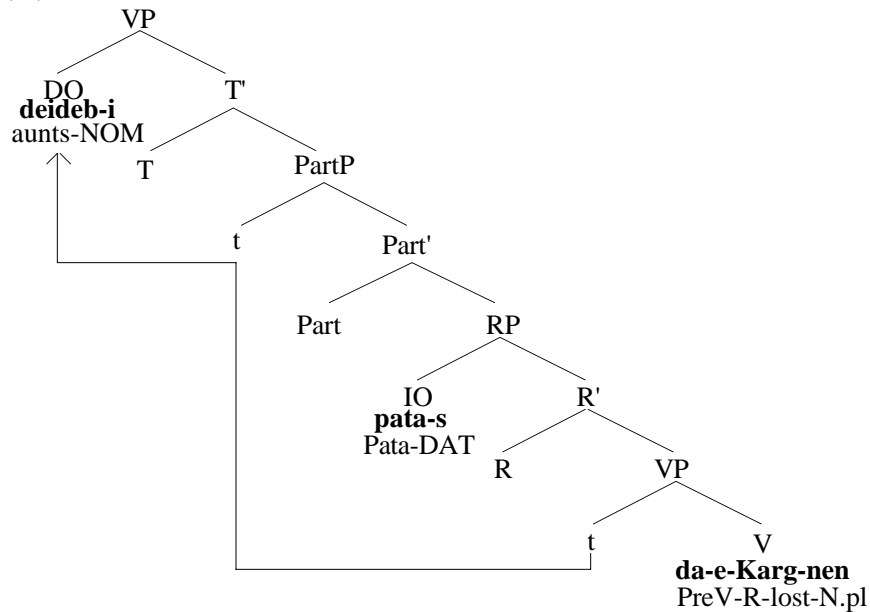 VP
DO
T'
deideb-i
aunts-NOM
T
PartP
t
Part'
Part
RP
IO
R'
pata-s
Pata-DAT
R
VP
t
V
da-e-Karg-nen
PreV-R-lost-N.pl